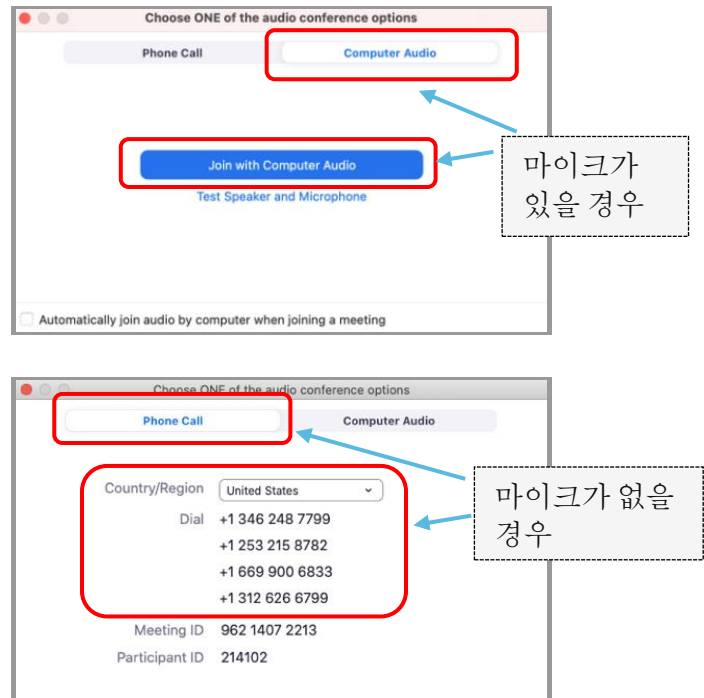 Choose ONE of the audio conference options
Phone Call
Computer Audio
Join with Computer Audio
Test Speaker and Microphone
마이크가
있을 경우
Automatically join audio by computer when joining a meeting
Choose ONE of the audio conference options
Phone Call
Computer Audio
Country/Region United States
Dial +1 346 248 7799
+1 253 215 8782
+1 669 900 6833
+1 312 626 6799
마이크가 없을
경우
Meeting ID 962 1407 2213
Participant ID 214102